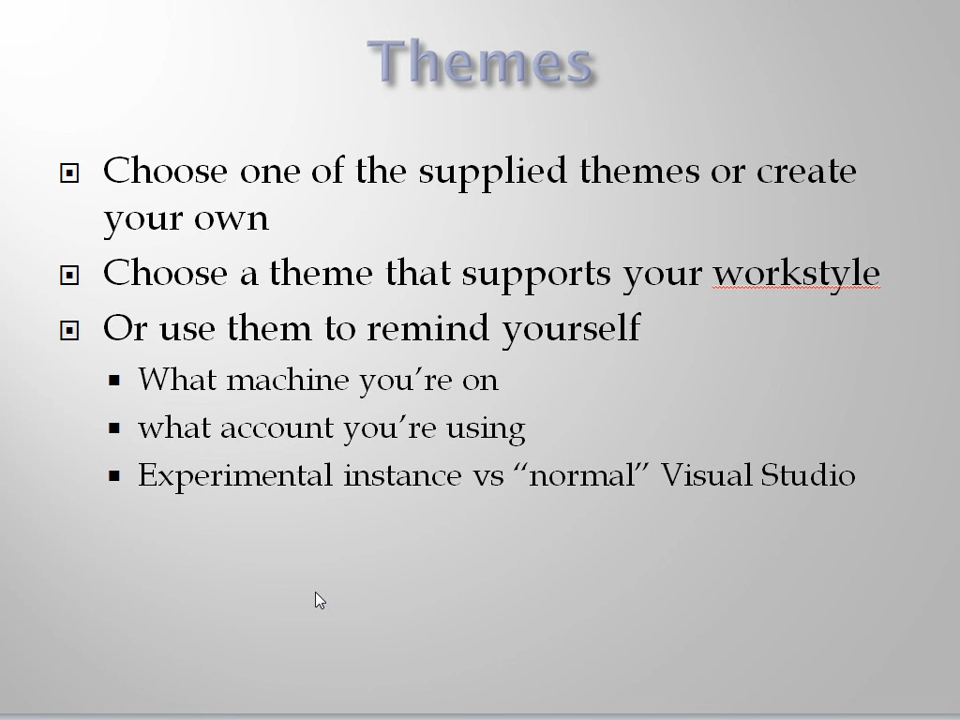 Themes
Choose one of the supplied themes or create
your own
Choose a theme that supports your workstyle
Or use them to remind yourself
What machine you’re on
what account you’re using
Experimental instance vs “normal” Visual Studio